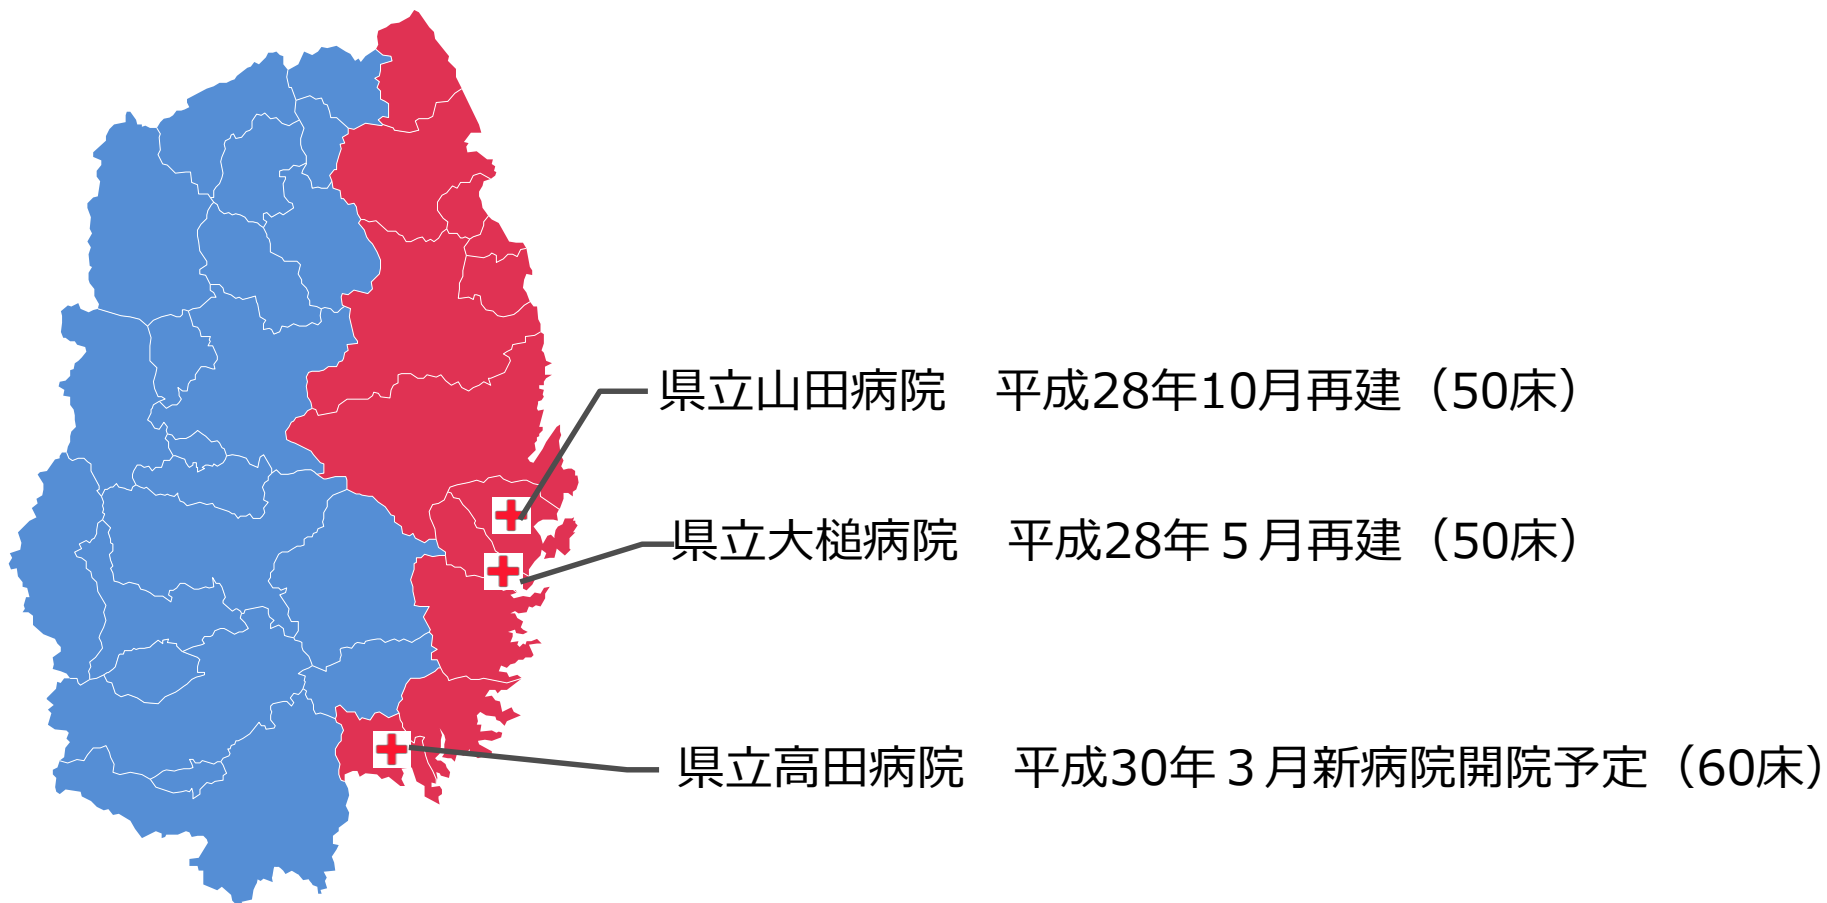 県立山田病院　平成28年10月再建（50床）
県立大槌病院　平成28年５月再建（50床）
県立高田病院　平成30年３月新病院開院予定（60床）